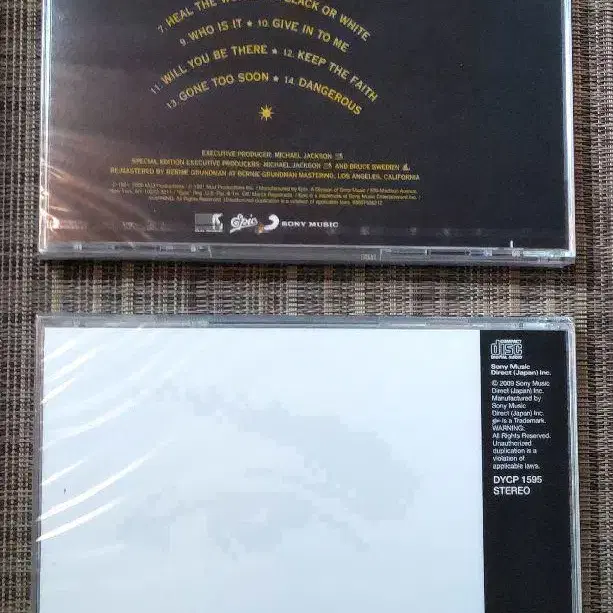 7. HEAL THE BLACK OR WHITE
9. WHO IS IT ★ 10. GIVE IN TO ME
11. WILL YOU BE THERE ★ 12. KEEP THE FAITH
13. GONE TOO SOON ★ 14. DANGEROUS
EXECUTIVE PRODUCER: MICHAEL JACKSON
SPECIAL EDITION EXECUTIVE PRODUCERS: MICHAEL JACKSON AND BRUCE SWEDIEN
RE-MASTERED BY BERNIE GRUNDMAN AT BERNIE GRUNDMAN MASTERING, LOS ANGELES, CALIFORNIA
Epic SONY MUSIC
COMPACT
disc
DIGITAL AUDIO
Sony Music
Direct (Japan) Inc.
© 2009 Sony Music
Direct (Japan) Inc.
Manufactured by
Sony Music
Direct (Japan) Inc.
is a Trademark.
WARNING:
All Rights Reserved.
Unauthorized
duplication is a
violation of
applicable laws.
DYCP 1595
STEREO